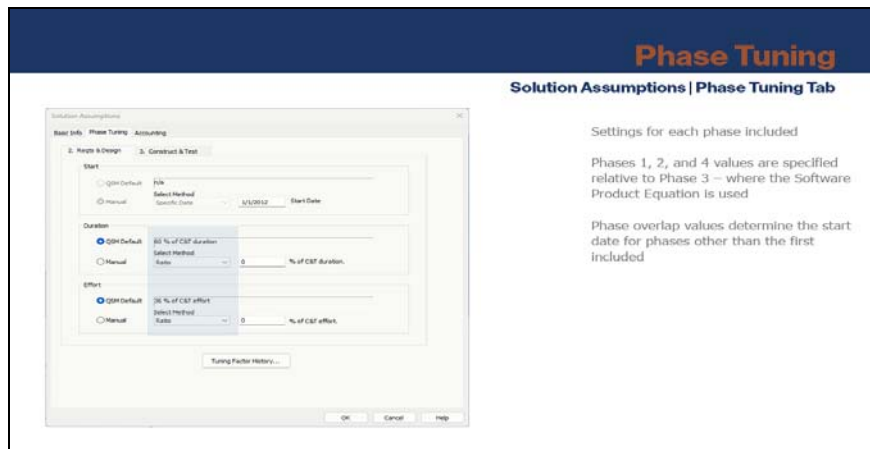 Phase Tuning
Solution Assumptions | Phase Tuning Tab
Solution Assumptions
Basic Info Phase Tuning Accounting
2. Reqts & Design 3. Construct & Test
Start
QSM Default n/a
Select Method
Manual Specific Date 1/1/2012 Start Date
Duration
QSM Default 60 % of C&T duration
Select Method
Manual Ratio 0 % of C&T duration.
Effort
QSM Default 36 % of C&T effort
Select Method
Manual Ratio 0 % of C&T effort.
Tuning Factor History...
OK Cancel Help
Settings for each phase included
Phases 1, 2, and 4 values are specified
relative to Phase 3 – where the Software
Product Equation is used
Phase overlap values determine the start
date for phases other than the first
included